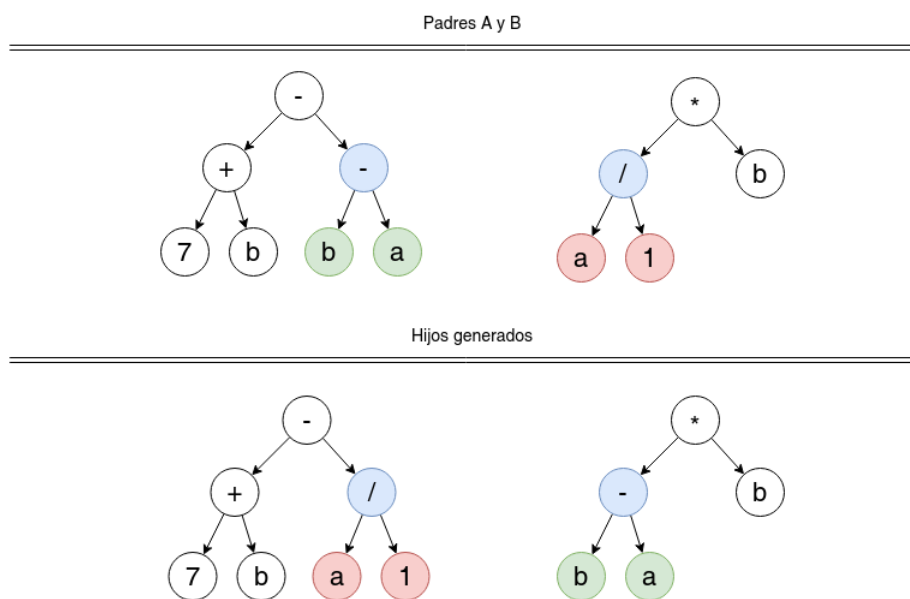 Padres A y B
- *
+ - / b
7 b b a a 1
Hijos generados
- *
+ / - b
7 b a 1 b a